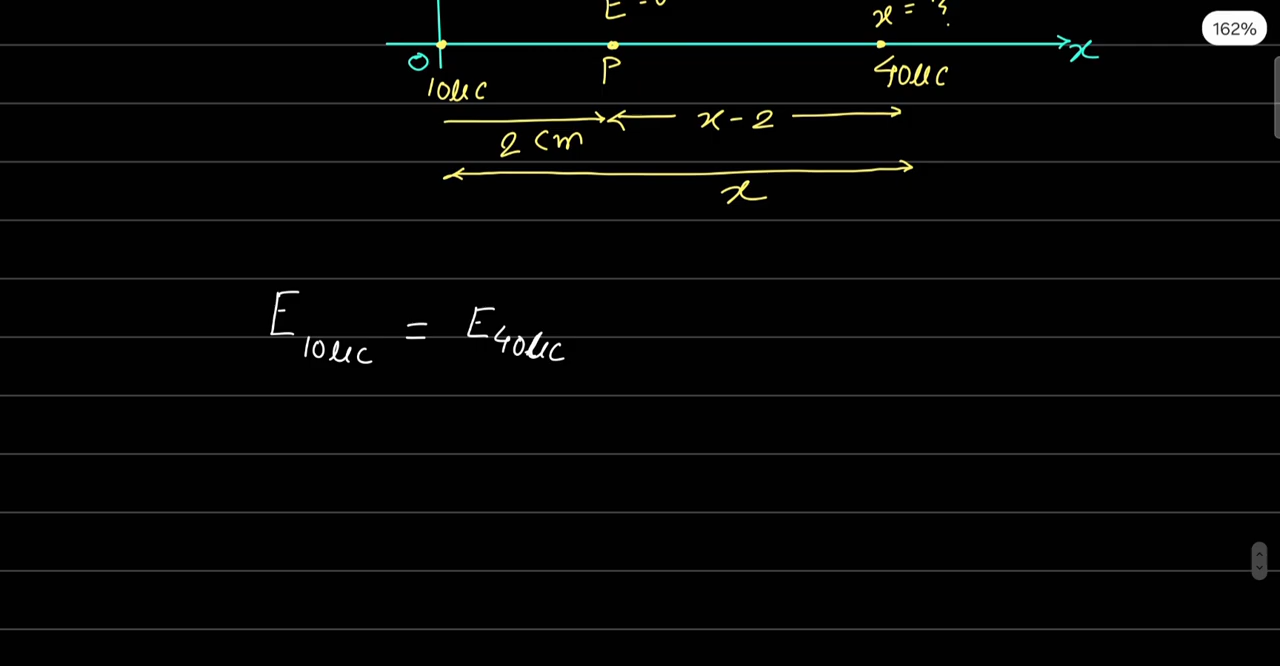 162%
x = ?
O P x
10μC 40μC
2 cm x-2
x
E10μC = E40μC